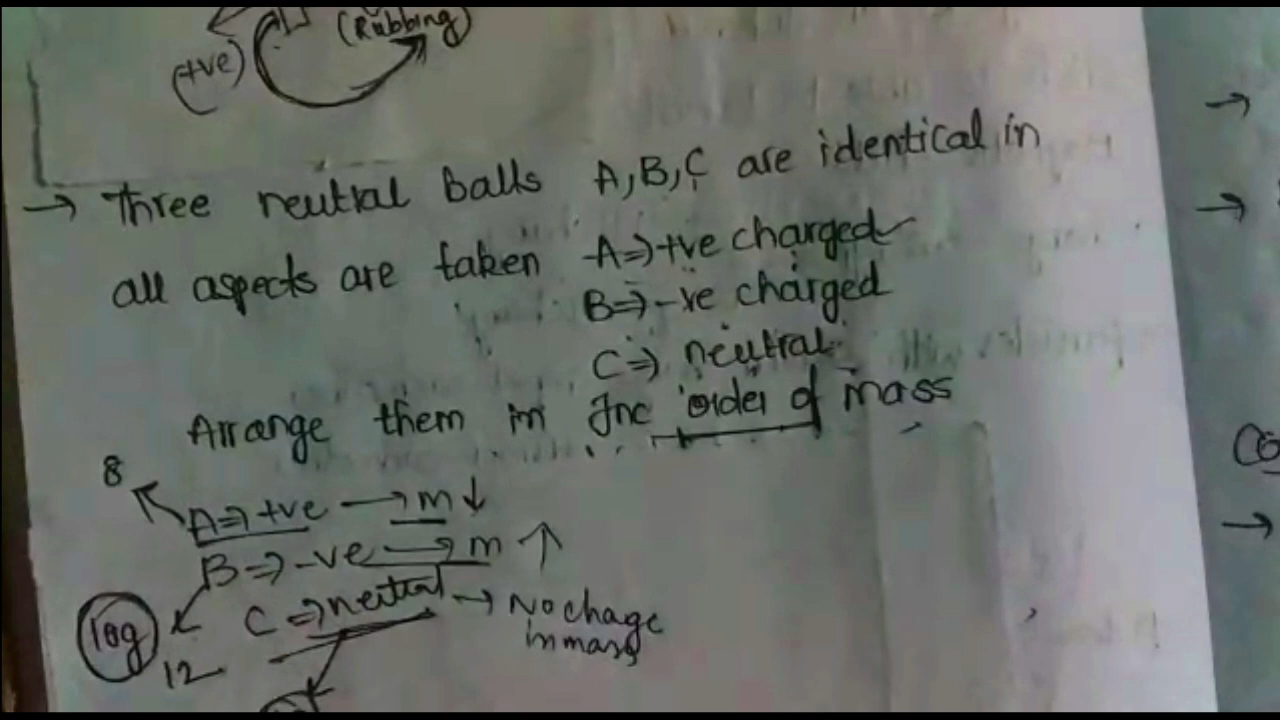 (Rubbing)
(+ve)
→ Three neutral balls A,B,C are identical in
all aspects are taken A⇒+ve charged
B⇒-ve charged
C⇒ neutral
Arrange them in Inc order of mass
8
A⇒+ve → m↓
B⇒-ve → m ↑
C⇒neutral → No chage
in mass
10g
12
Co